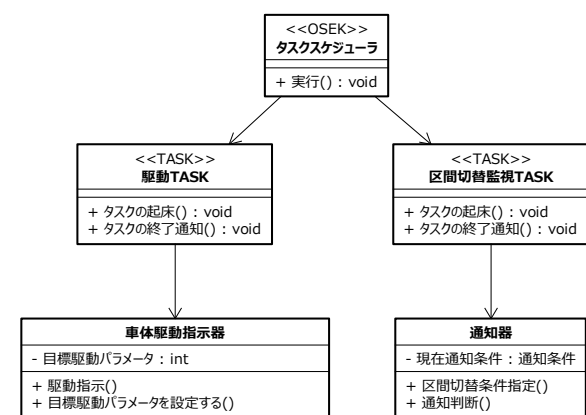 <<OSEK>>
タスクスケジューラ
+ 実行() : void
<<TASK>>
駆動TASK
+ タスクの起床() : void
+ タスクの終了通知() : void
<<TASK>>
区間切替監視TASK
+ タスクの起床() : void
+ タスクの終了通知() : void
車体駆動指示器
- 目標駆動パラメータ : int
+ 駆動指示()
+ 目標駆動パラメータを設定する()
通知器
- 現在通知条件 : 通知条件
+ 区間切替条件指定()
+ 通知判断()